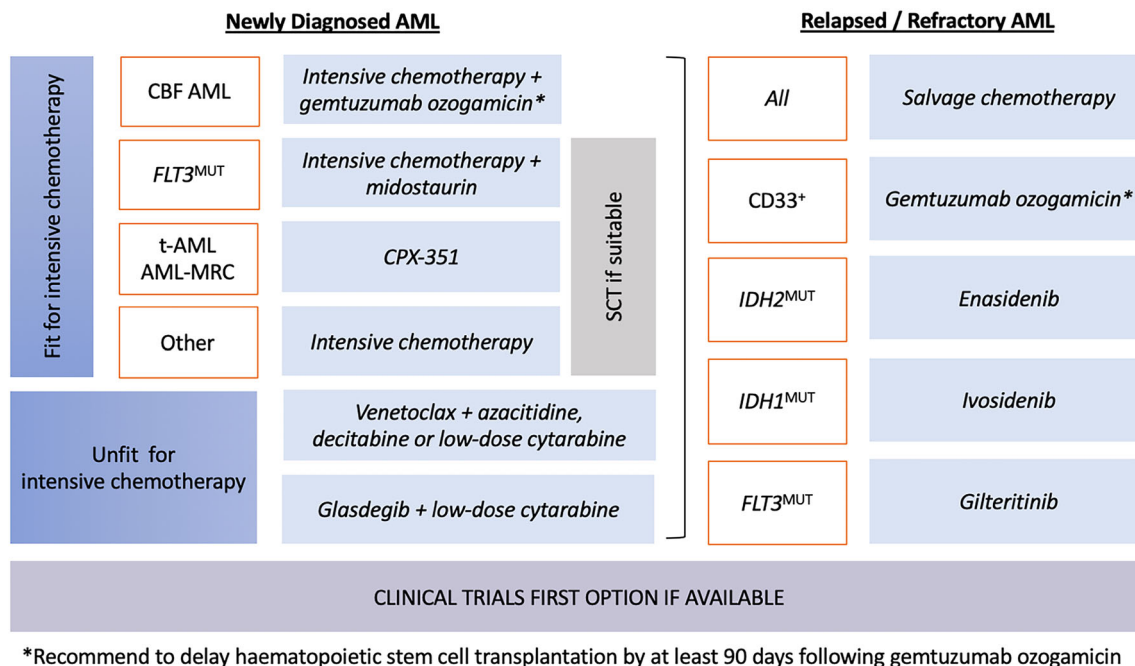 Newly Diagnosed AML
Fit for intensive chemotherapy
CBF AML
Intensive chemotherapy +
gemtuzumab ozogamicin*
FLT3MUT
Intensive chemotherapy +
midostaurin
t-AML
AML-MRC
CPX-351
Other
Intensive chemotherapy
SCT if suitable
Unfit for
intensive chemotherapy
Venetoclax + azacitidine,
decitabine or low-dose cytarabine
Glasdegib + low-dose cytarabine
Relapsed / Refractory AML
All
Salvage chemotherapy
CD33+
Gemtuzumab ozogamicin*
IDH2MUT
Enasidenib
IDH1MUT
Ivosidenib
FLT3MUT
Gilteritinib
CLINICAL TRIALS FIRST OPTION IF AVAILABLE
*Recommend to delay haematopoietic stem cell transplantation by at least 90 days following gemtuzumab ozogamicin